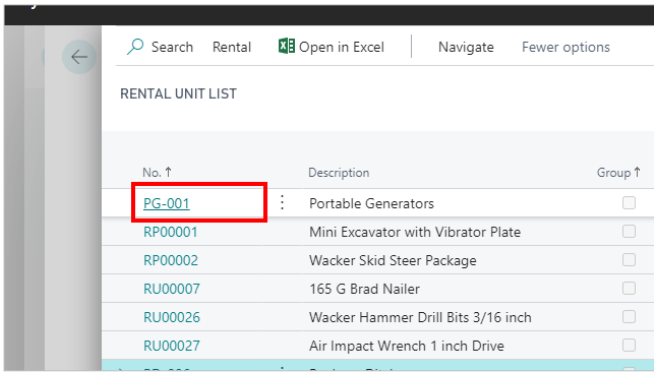 Search Rental Open in Excel Navigate Fewer options
RENTAL UNIT LIST
No. ↑ Description Group ↑
PG-001 Portable Generators
RP00001 Mini Excavator with Vibrator Plate
RP00002 Wacker Skid Steer Package
RU00007 165 G Brad Nailer
RU00026 Wacker Hammer Drill Bits 3/16 inch
RU00027 Air Impact Wrench 1 inch Drive